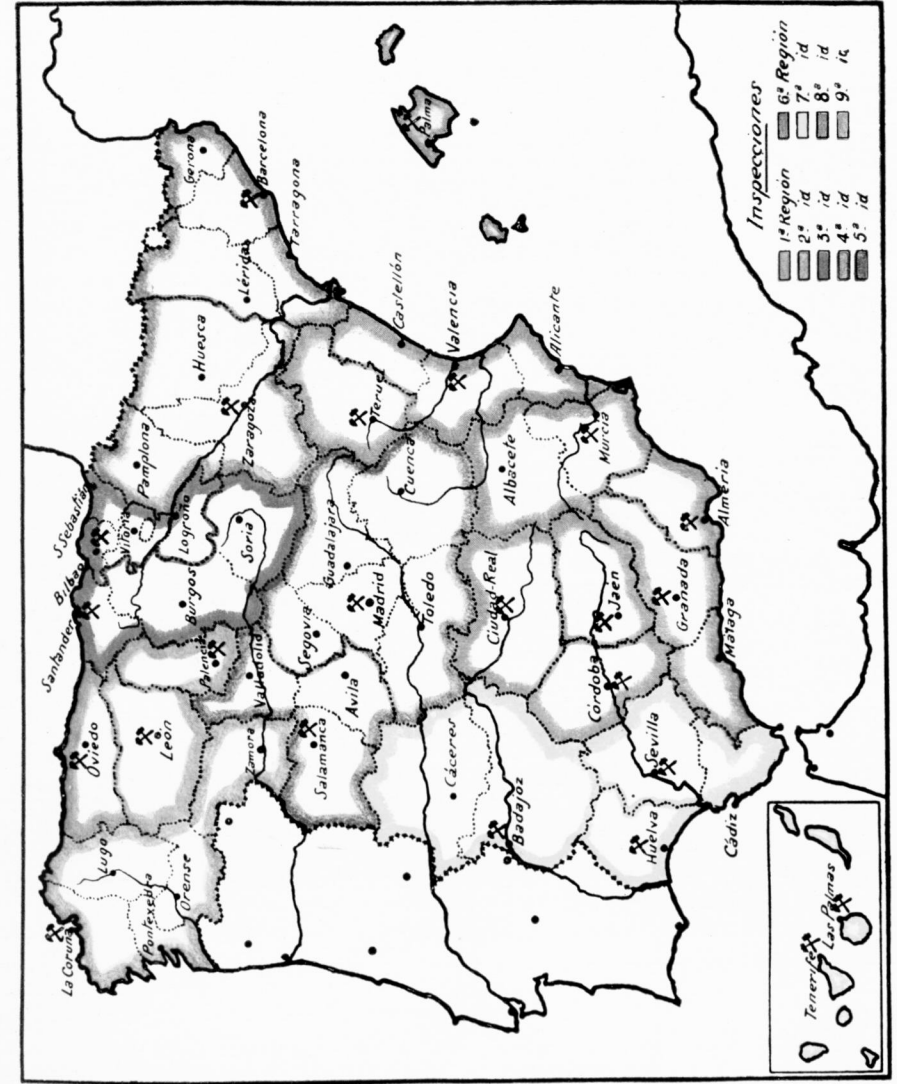 La Coruña
Lugo
Pontevedra
Orense
Oviedo
León
Zamora
Salamanca
Palencia
Valladolid
Ávila
Segovia
Santander
Bilbao
S Sebastián
Vitoria
Burgos
Logroño
Soria
Pamplona
Huesca
Zaragoza
Lérida
Gerona
Barcelona
Tarragona
Teruel
Castellón
Valencia
Alicante
Guadalajara
Madrid
Cuenca
Toledo
Ciudad-Real
Albacete
Murcia
Cáceres
Badajoz
Córdoba
Jaén
Granada
Almería
Málaga
Sevilla
Huelva
Cádiz
Palma
Tenerife
Las Palmas
Inspecciones
1ª Región
2ª id
3ª id
4ª id
5ª id
6ª Región
7ª id
8ª id
9ª id